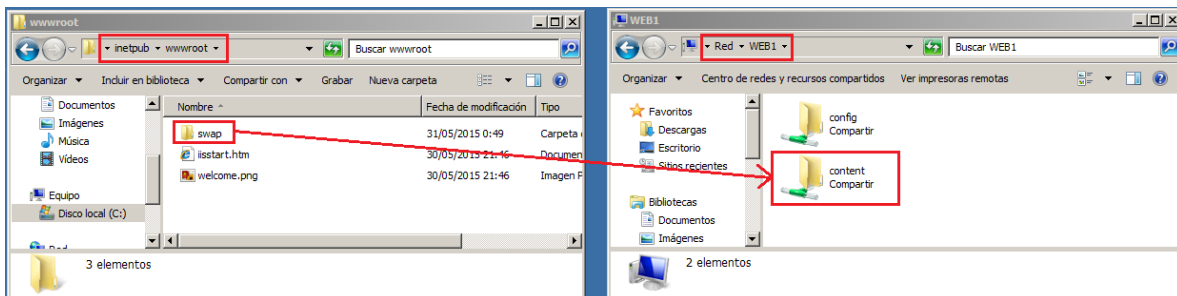 wwwroot
inetpub wwwroot
Buscar wwwroot
Organizar Incluir en biblioteca Compartir con Grabar Nueva carpeta
Documentos
Imágenes
Música
Vídeos
Equipo
Disco local (C:)
Nombre Fecha de modificación Tipo
swap 31/05/2015 0:49 Carpeta
iisstart.htm 30/05/2015 21:46 Documen
welcome.png 30/05/2015 21:46 Imagen P
3 elementos
WEB1
Red WEB1
Buscar WEB1
Organizar Centro de redes y recursos compartidos Ver impresoras remotas
Favoritos
Descargas
Escritorio
Sitios recientes
Bibliotecas
Documentos
Imágenes
config
Compartir
content
Compartir
2 elementos